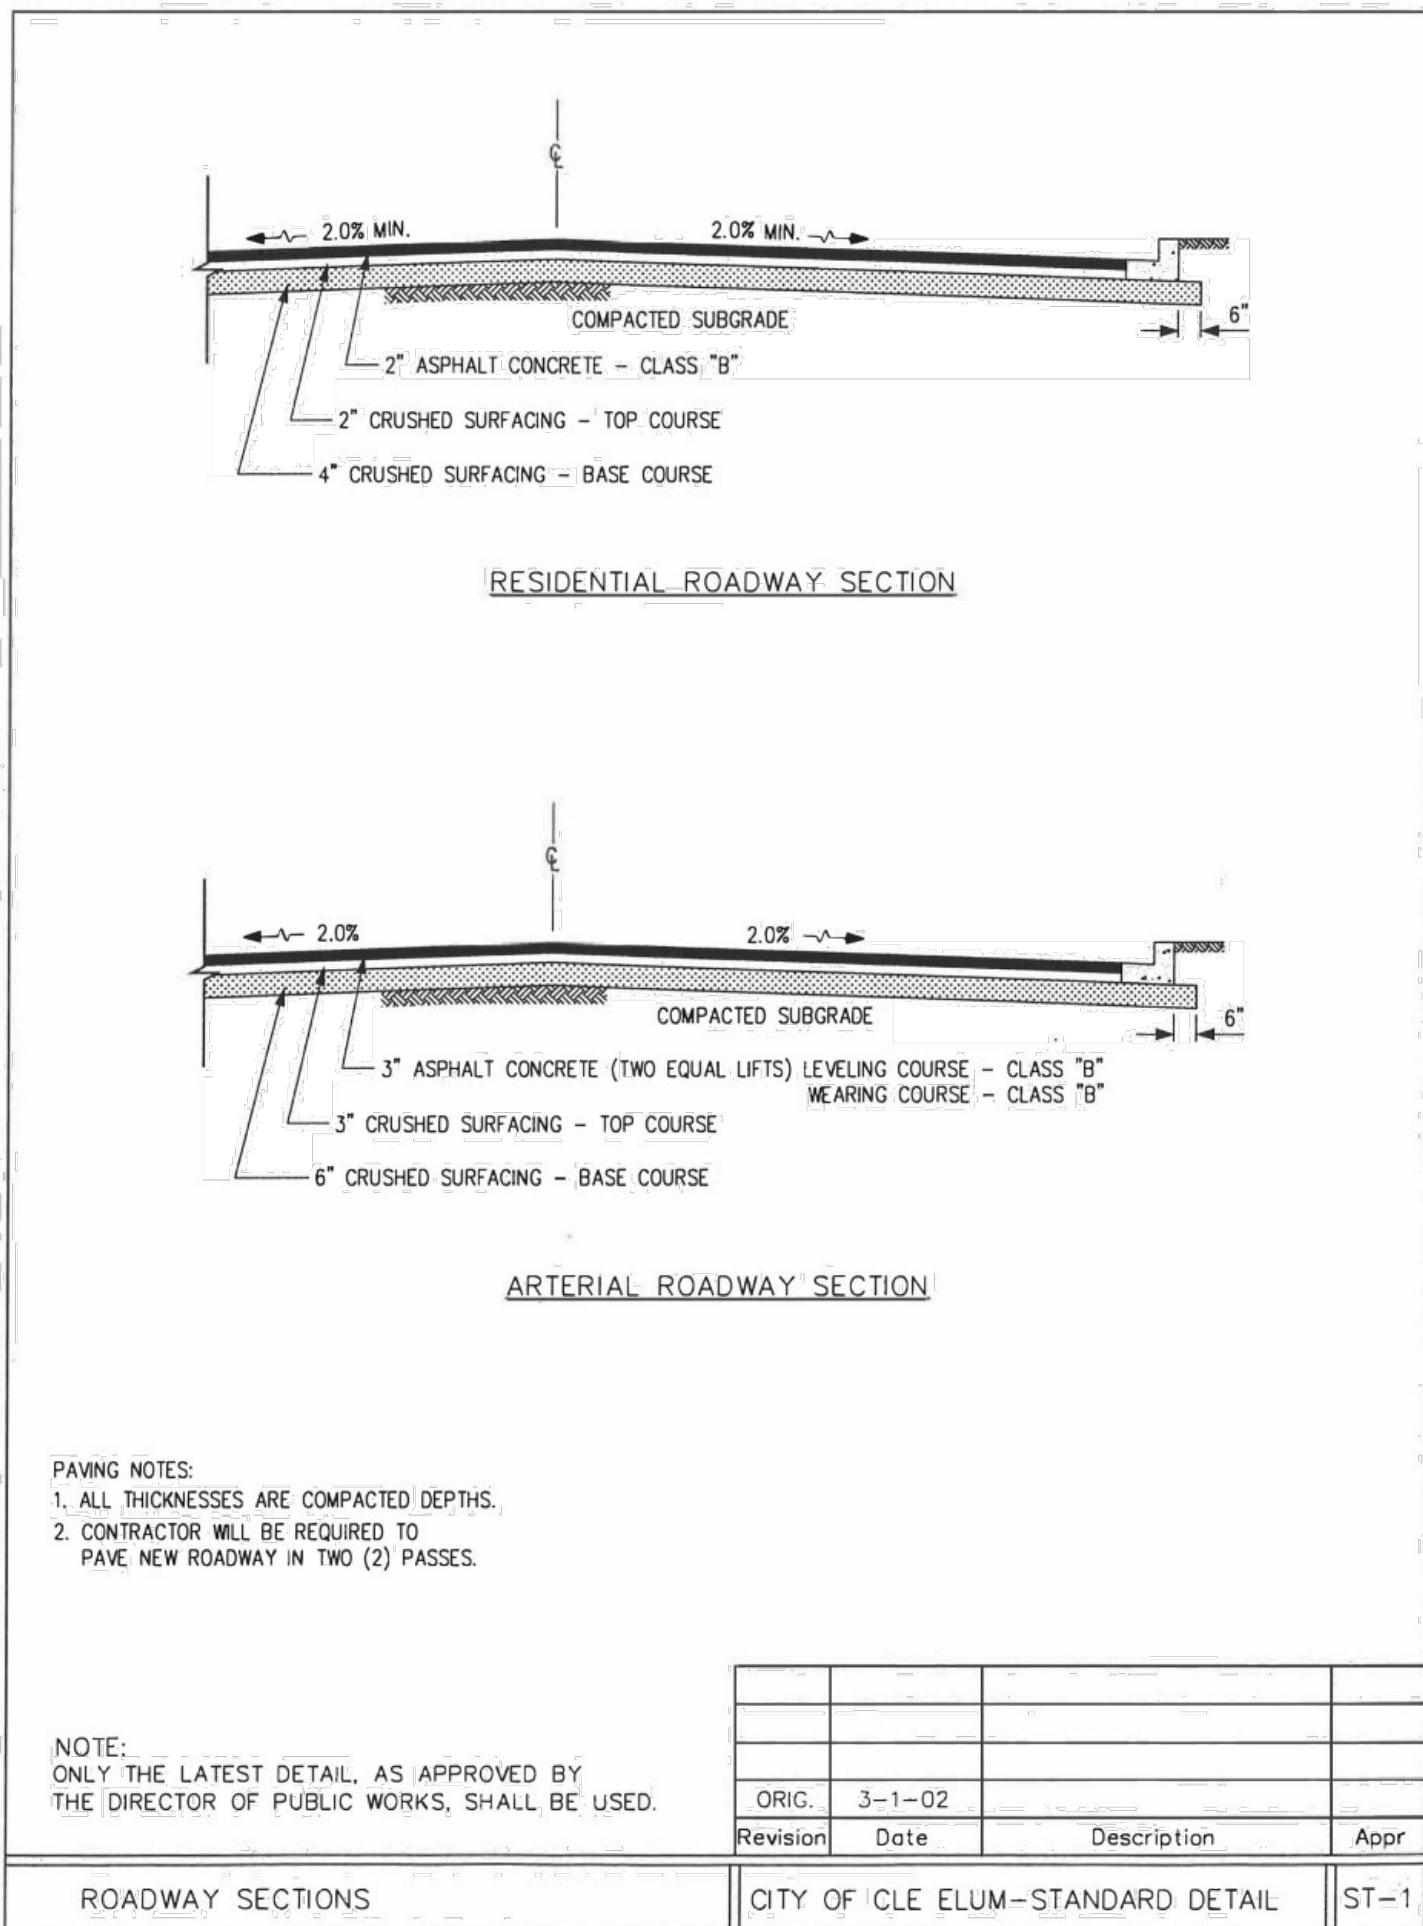 ℄
2.0% MIN.
2.0% MIN.
6"
COMPACTED SUBGRADE
2" ASPHALT CONCRETE - CLASS "B"
2" CRUSHED SURFACING - TOP COURSE
4" CRUSHED SURFACING - BASE COURSE
RESIDENTIAL ROADWAY SECTION
℄
2.0%
2.0%
COMPACTED SUBGRADE
6"
3" ASPHALT CONCRETE (TWO EQUAL LIFTS) LEVELING COURSE - CLASS "B"
WEARING COURSE - CLASS "B"
3" CRUSHED SURFACING - TOP COURSE
6" CRUSHED SURFACING - BASE COURSE
ARTERIAL ROADWAY SECTION
PAVING NOTES:
1. ALL THICKNESSES ARE COMPACTED DEPTHS.
2. CONTRACTOR WILL BE REQUIRED TO
PAVE NEW ROADWAY IN TWO (2) PASSES.
NOTE:
ONLY THE LATEST DETAIL, AS APPROVED BY
THE DIRECTOR OF PUBLIC WORKS, SHALL BE USED.
ORIG. 3-1-02
Revision Date Description Appr
ROADWAY SECTIONS CITY OF CLE ELUM-STANDARD DETAIL ST-1